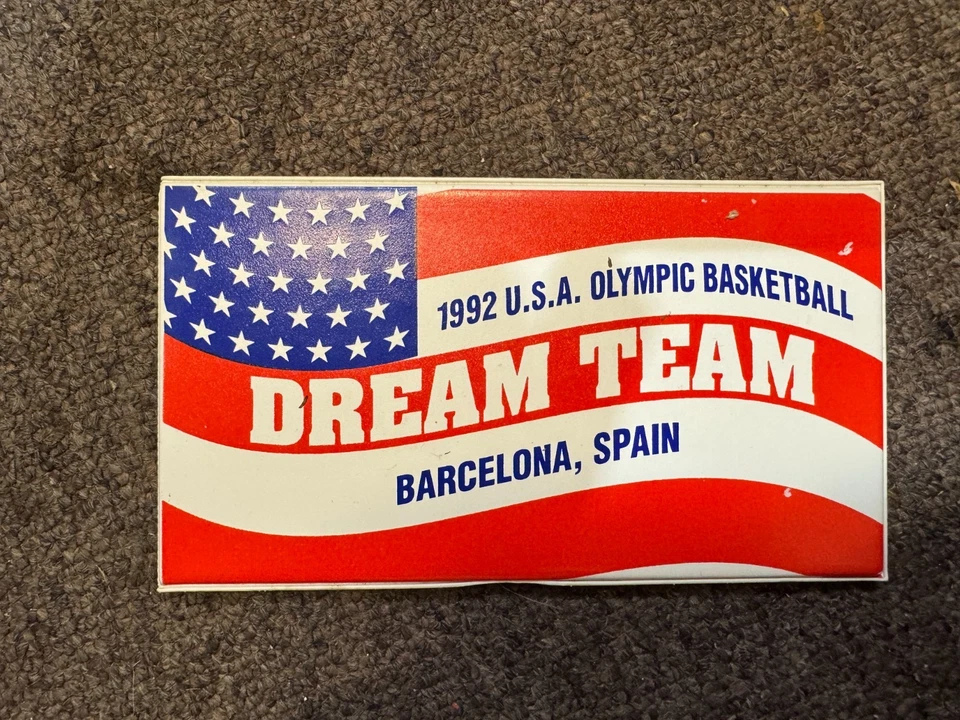 1992 U.S.A. OLYMPIC BASKETBALL
DREAM TEAM
BARCELONA, SPAIN